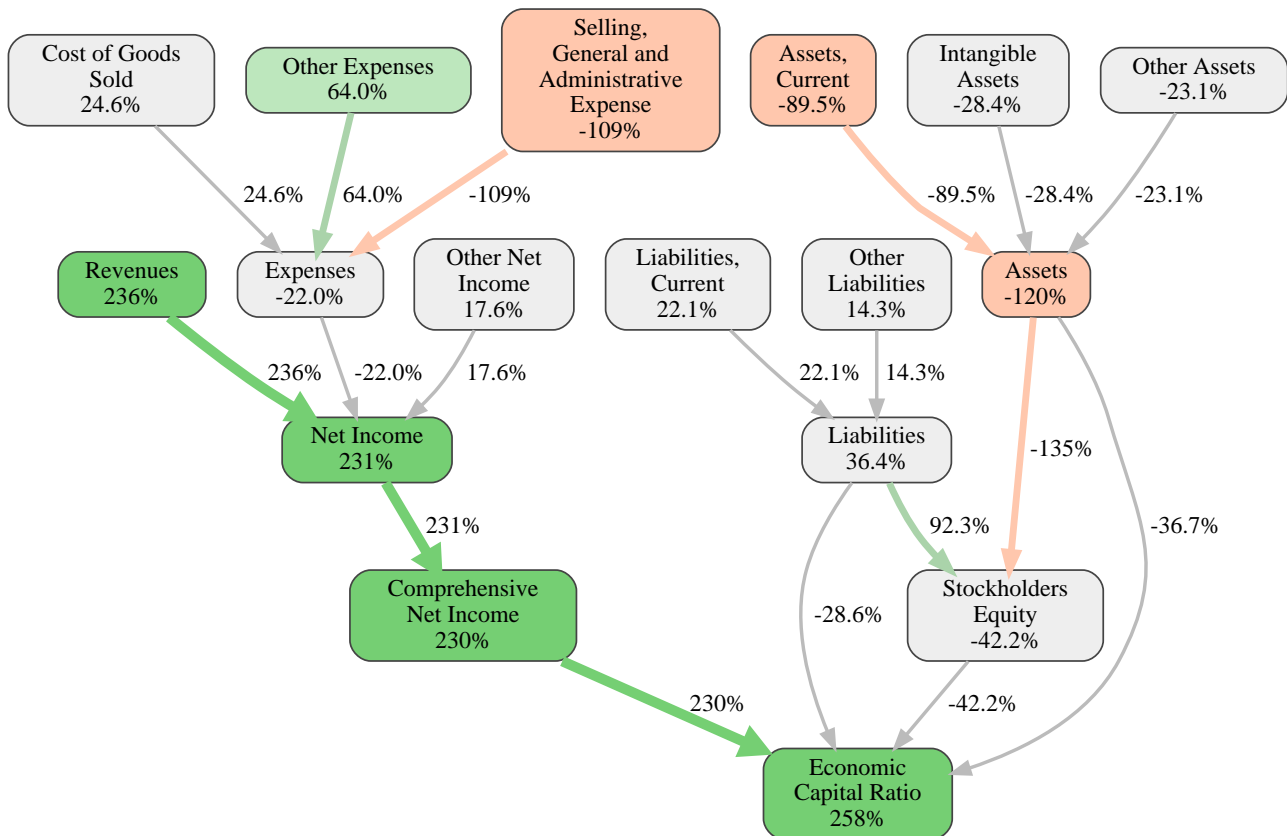 Cost of Goods
Sold
24.6%
Other Expenses
64.0%
Selling,
General and
Administrative
Expense
-109%
Assets,
Current
-89.5%
Intangible
Assets
-28.4%
Other Assets
-23.1%
24.6%
64.0%
-109%
-89.5%
-28.4%
-23.1%
Revenues
236%
Expenses
-22.0%
Other Net
Income
17.6%
Liabilities,
Current
22.1%
Other
Liabilities
14.3%
Assets
-120%
236%
-22.0%
17.6%
22.1%
14.3%
Net Income
231%
Liabilities
36.4%
-135%
231%
92.3%
-36.7%
Comprehensive
Net Income
230%
-28.6%
Stockholders
Equity
-42.2%
230%
-42.2%
Economic
Capital Ratio
258%